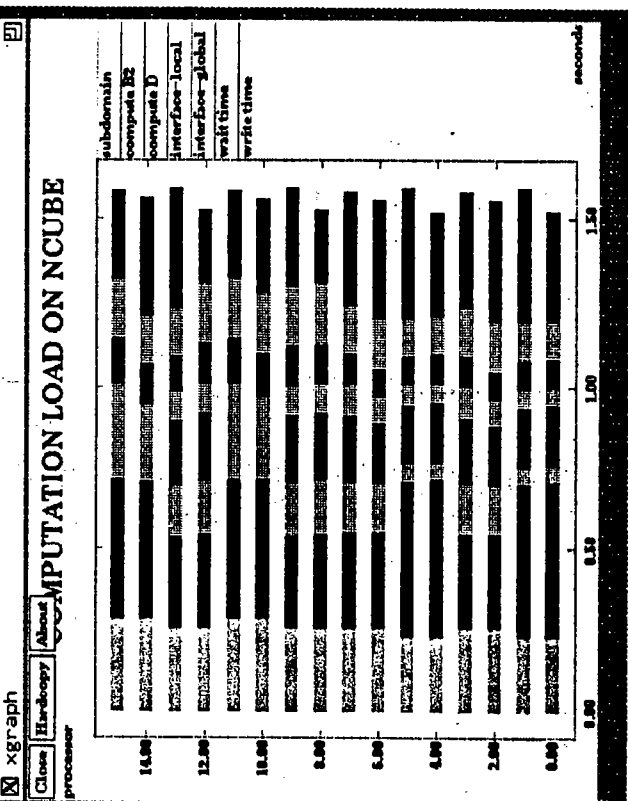 xgraph
Close Hardcopy About
COMPUTATION LOAD ON NCUBE
processor
14.00
12.00
10.00
8.00
6.00
4.00
2.00
0.00
0.00
0.50
1.00
1.50
seconds
subdomain
compute B2
compute D
interface-local
interface-global
wait time
write time